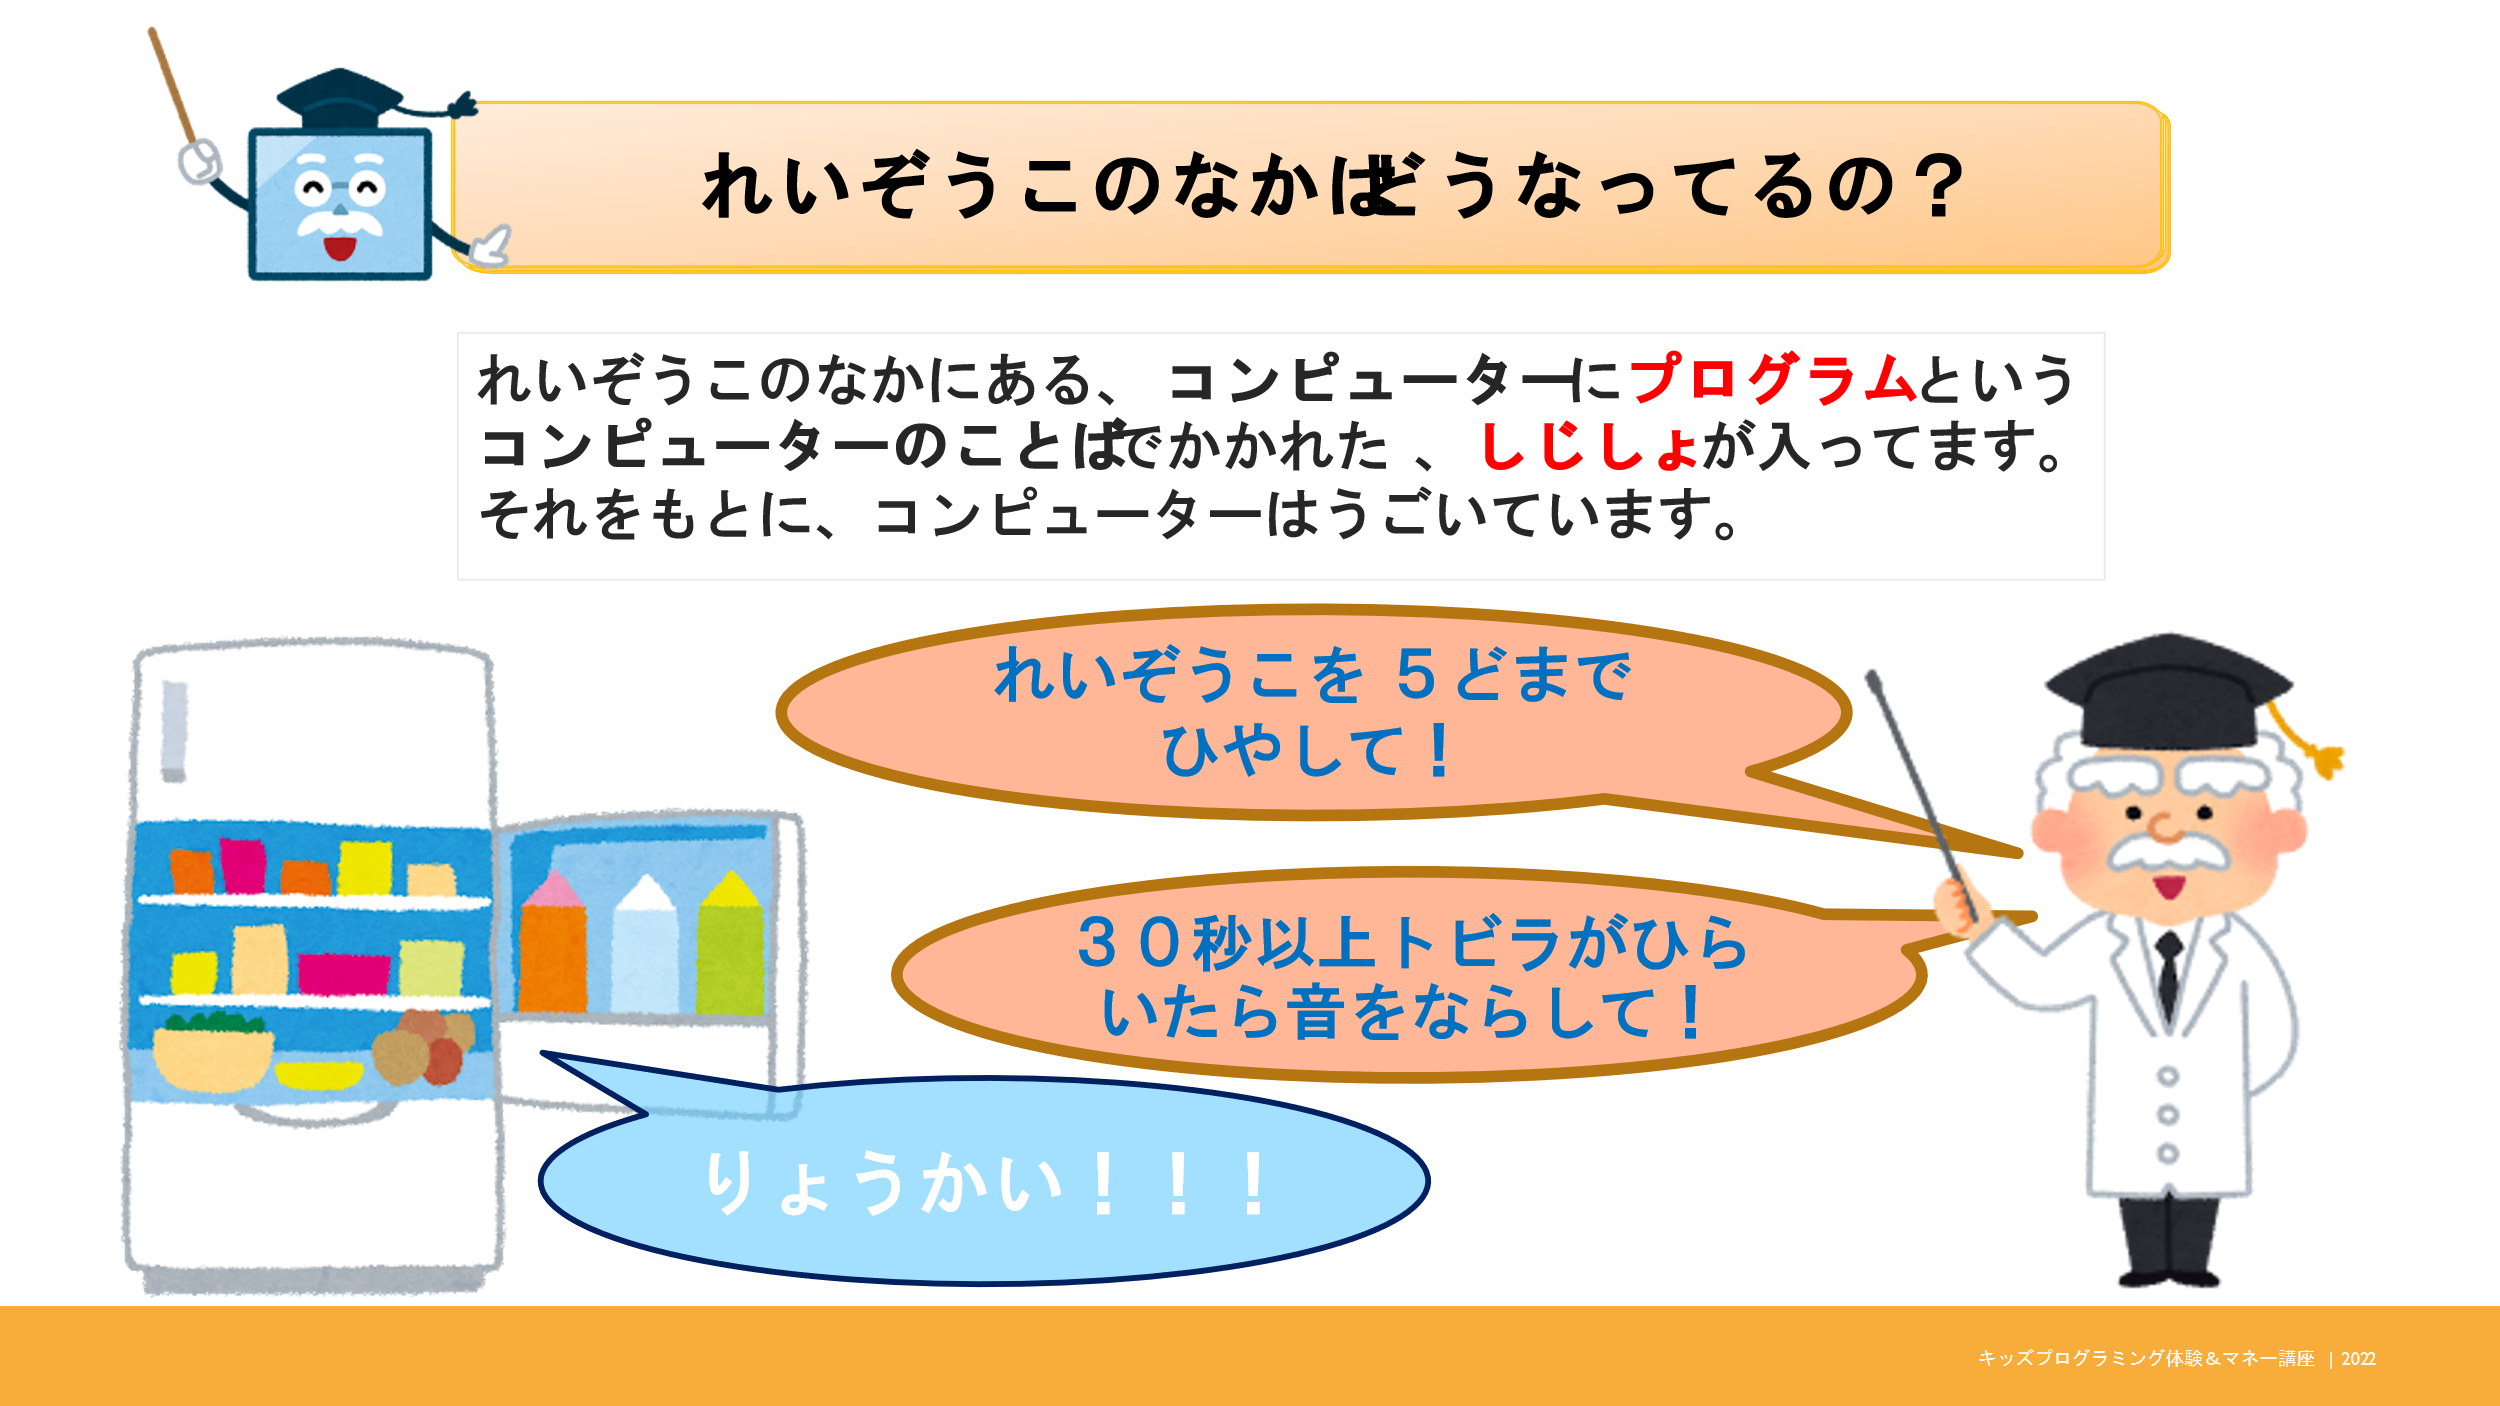 れいぞうこのなかはどうなってるの？
れいぞうこのなかにある、コンピューターにプログラムという
コンピューターのことばでかかれた、しじしょが入ってます。
それをもとに、コンピューターはうごいています。
れいぞうこを５どまで
ひやして！
３０秒以上トビラがひら
いたら音をならして！
りょうかい！！！
キッズプログラミング体験＆マネー講座 | 2022